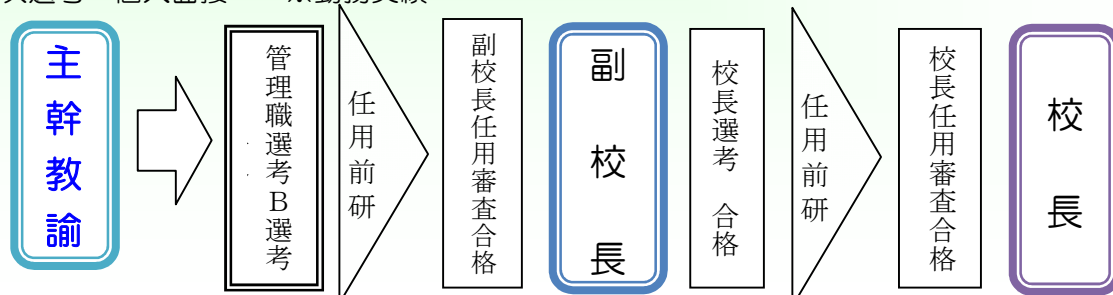 主幹教諭
管理職選考B選考
任用前研
副校長任用審査合格
副校長
校長選考 合格
任用前研
校長任用審査合格
校長